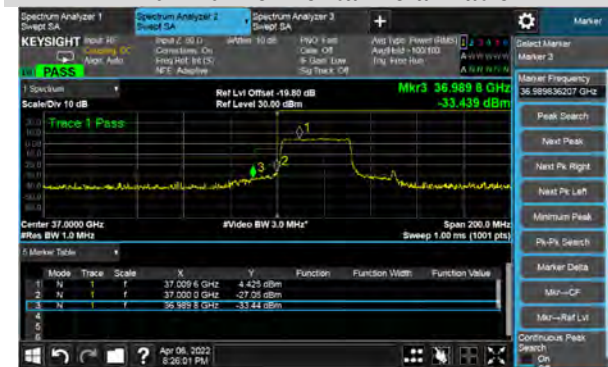 Spectrum Analyzer 1
Swept SA
Spectrum Analyzer 2
Swept SA
Spectrum Analyzer 3
Swept SA
+
Marker
KEYSIGHT Input: RF
Coupling: DC
Align: Auto
Input Z: 50 Ω
Corrections: On
Freq Ref: Int (S)
NFE: Adaptive
#Atten: 10 dB
PNO: Fast
Gate: Off
IF Gain: Low
Sig Track: Off
Avg Type: Power (RMS)
Avg|Hold: >100/100
Trig: Free Run
PASS
Select Marker
Marker 3
Marker Frequency
36.989636207 GHz
1 Spectrum
Scale/Div 10 dB
Ref Lvl Offset -19.80 dB
Ref Level 30.00 dBm
Mkr3 36.989 8 GHz
-33.439 dBm
Trace 1 Pass
1
2
3
Center 37.0000 GHz
#Res BW 1.0 MHz
#Video BW 3.0 MHz*
Span 200.0 MHz
Sweep 1.00 ms (1001 pts)
Peak Search
Next Peak
Next Pk Right
Next Pk Left
Minimum Peak
Pk-Pk Search
Marker Delta
Mkr→CF
Mkr→Ref Lvl
Continuous Peak
Search
On
5 Marker Table
Mode Trace Scale X Y Function Function Width Function Value
1 N 1 f 37.009 6 GHz 4.425 dBm
2 N 1 f 37.000 0 GHz -27.05 dBm
3 N 1 f 36.989 8 GHz -33.44 dBm
4
5
6
? Apr 06, 2022
8:26:01 PM